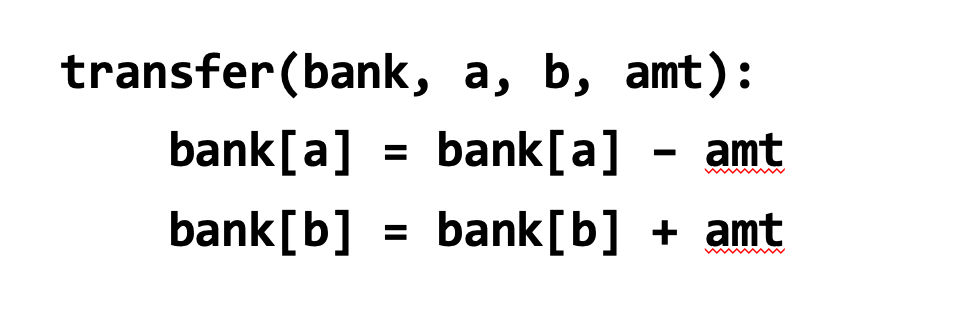 transfer(bank, a, b, amt):
bank[a] = bank[a] – amt
bank[b] = bank[b] + amt